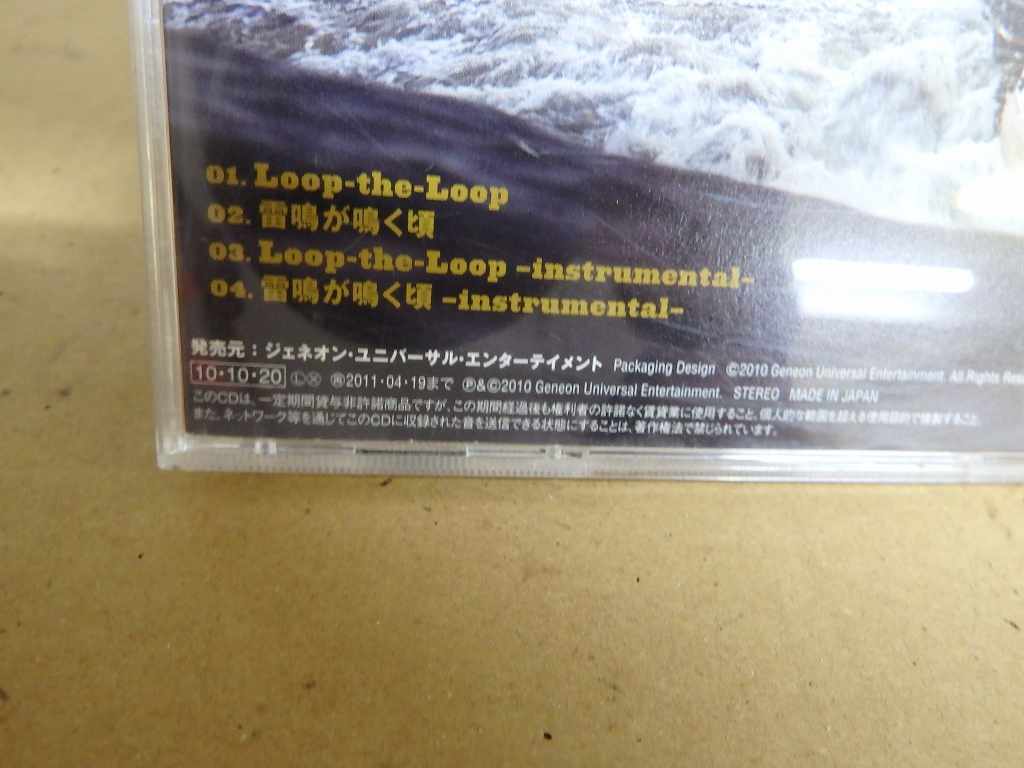 01. Loop-the-Loop
02. 雷鳴が鳴く頃
03. Loop-the-Loop -instrumental-
04. 雷鳴が鳴く頃 -instrumental-
発売元：ジェネオン・ユニバーサル・エンターテイメント Packaging Design ©2010 Geneon Universal Entertainment. All Rights Rese
10・10・20 Ⓛ Ⓧ Ⓡ2011・04・19まで Ⓟ&©2010 Geneon Universal Entertainment. STEREO MADE IN JAPAN
このCDは、一定期間貸与非許諾商品ですが、この期間経過後も権利者の許諾なく賃貸業に使用すること、個人的な範囲を超える使用目的で複製すること、
また、ネットワーク等を通じてこのCDに収録された音を送信できる状態にすることは、著作権法で禁じられています。